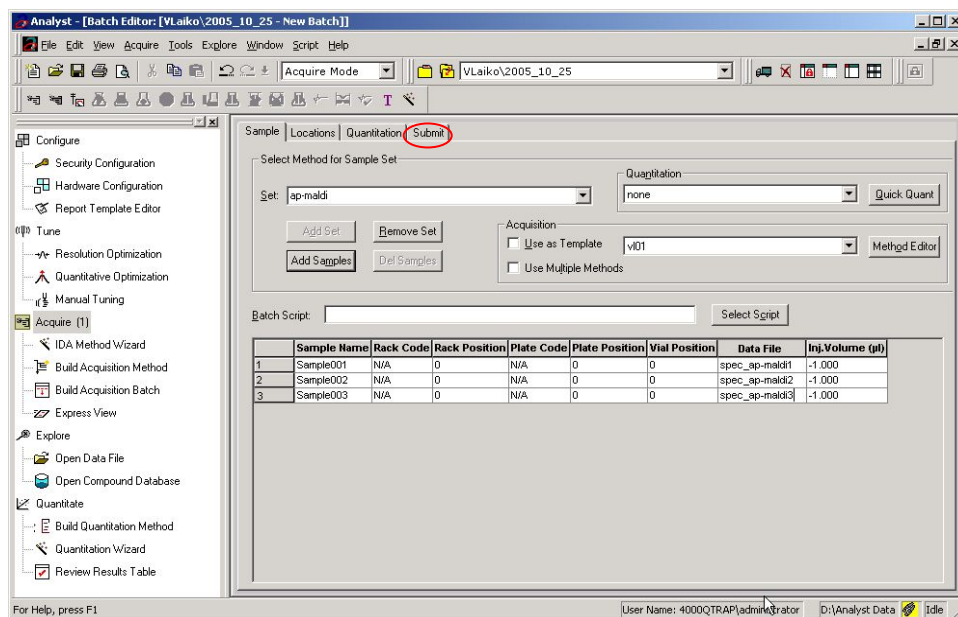 Analyst - [Batch Editor: [VLaiko\2005_10_25 - New Batch]]
File Edit View Acquire Tools Explore Window Script Help
Acquire Mode VLaiko\2005_10_25
Configure
Security Configuration
Hardware Configuration
Report Template Editor
Tune
Resolution Optimization
Quantitative Optimization
Manual Tuning
Acquire (1)
IDA Method Wizard
Build Acquisition Method
Build Acquisition Batch
Express View
Explore
Open Data File
Open Compound Database
Quantitate
Build Quantitation Method
Quantitation Wizard
Review Results Table
Sample Locations Quantitation Submit
Select Method for Sample Set
Set: ap-maldi
Quantitation
none Quick Quant
Add Set Remove Set
Add Samples Del Samples
Acquisition
Use as Template vl01 Method Editor
Use Multiple Methods
Batch Script: Select Script
Sample Name Rack Code Rack Position Plate Code Plate Position Vial Position Data File Inj.Volume (µl)
1 Sample001 N/A 0 N/A 0 0 spec_ap-maldi1 -1.000
2 Sample002 N/A 0 N/A 0 0 spec_ap-maldi2 -1.000
3 Sample003 N/A 0 N/A 0 0 spec_ap-maldi3 -1.000
For Help, press F1 User Name: 4000QTRAP\administrator D:\Analyst Data Idle